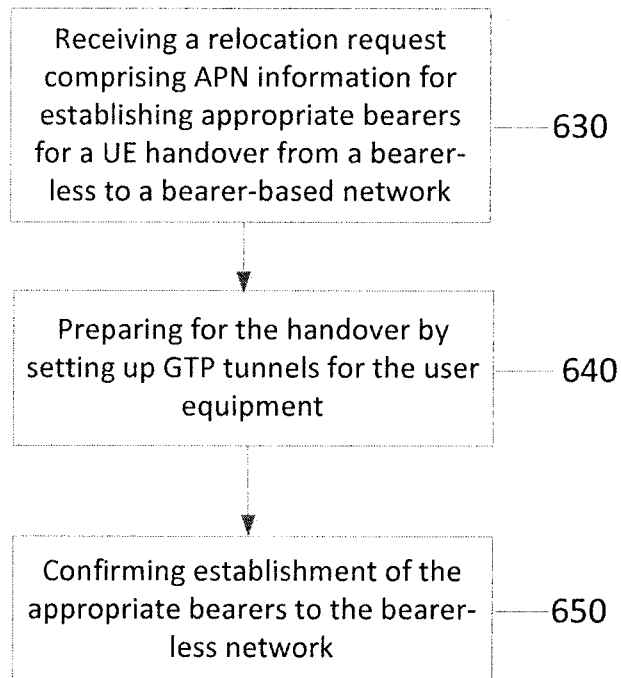 Receiving a relocation request
comprising APN information for
establishing appropriate bearers
for a UE handover from a bearer-
less to a bearer-based network
630
Preparing for the handover by
setting up GTP tunnels for the user
equipment
640
Confirming establishment of the
appropriate bearers to the bearer-
less network
650